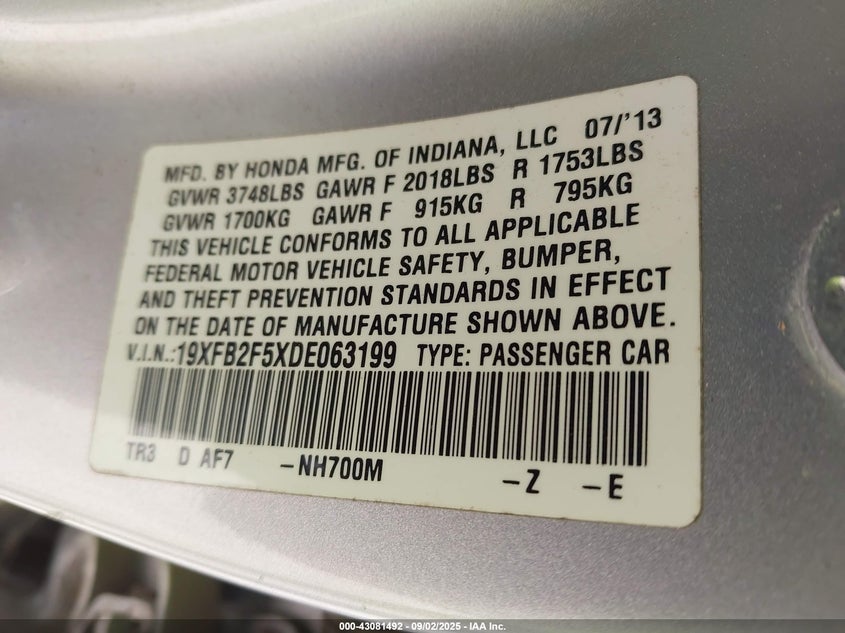 MFD. BY HONDA MFG. OF INDIANA, LLC 07/'13
GVWR 3748LBS GAWR F 2018LBS R 1753LBS
GVWR 1700KG GAWR F 915KG R 795KG
THIS VEHICLE CONFORMS TO ALL APPLICABLE
FEDERAL MOTOR VEHICLE SAFETY, BUMPER,
AND THEFT PREVENTION STANDARDS IN EFFECT
ON THE DATE OF MANUFACTURE SHOWN ABOVE.
V.I.N.:19XFB2F5XDE063199 TYPE: PASSENGER CAR
TR3 D AF7 -NH700M -Z -E
000-43081492 - 09/02/2025 - IAA Inc.